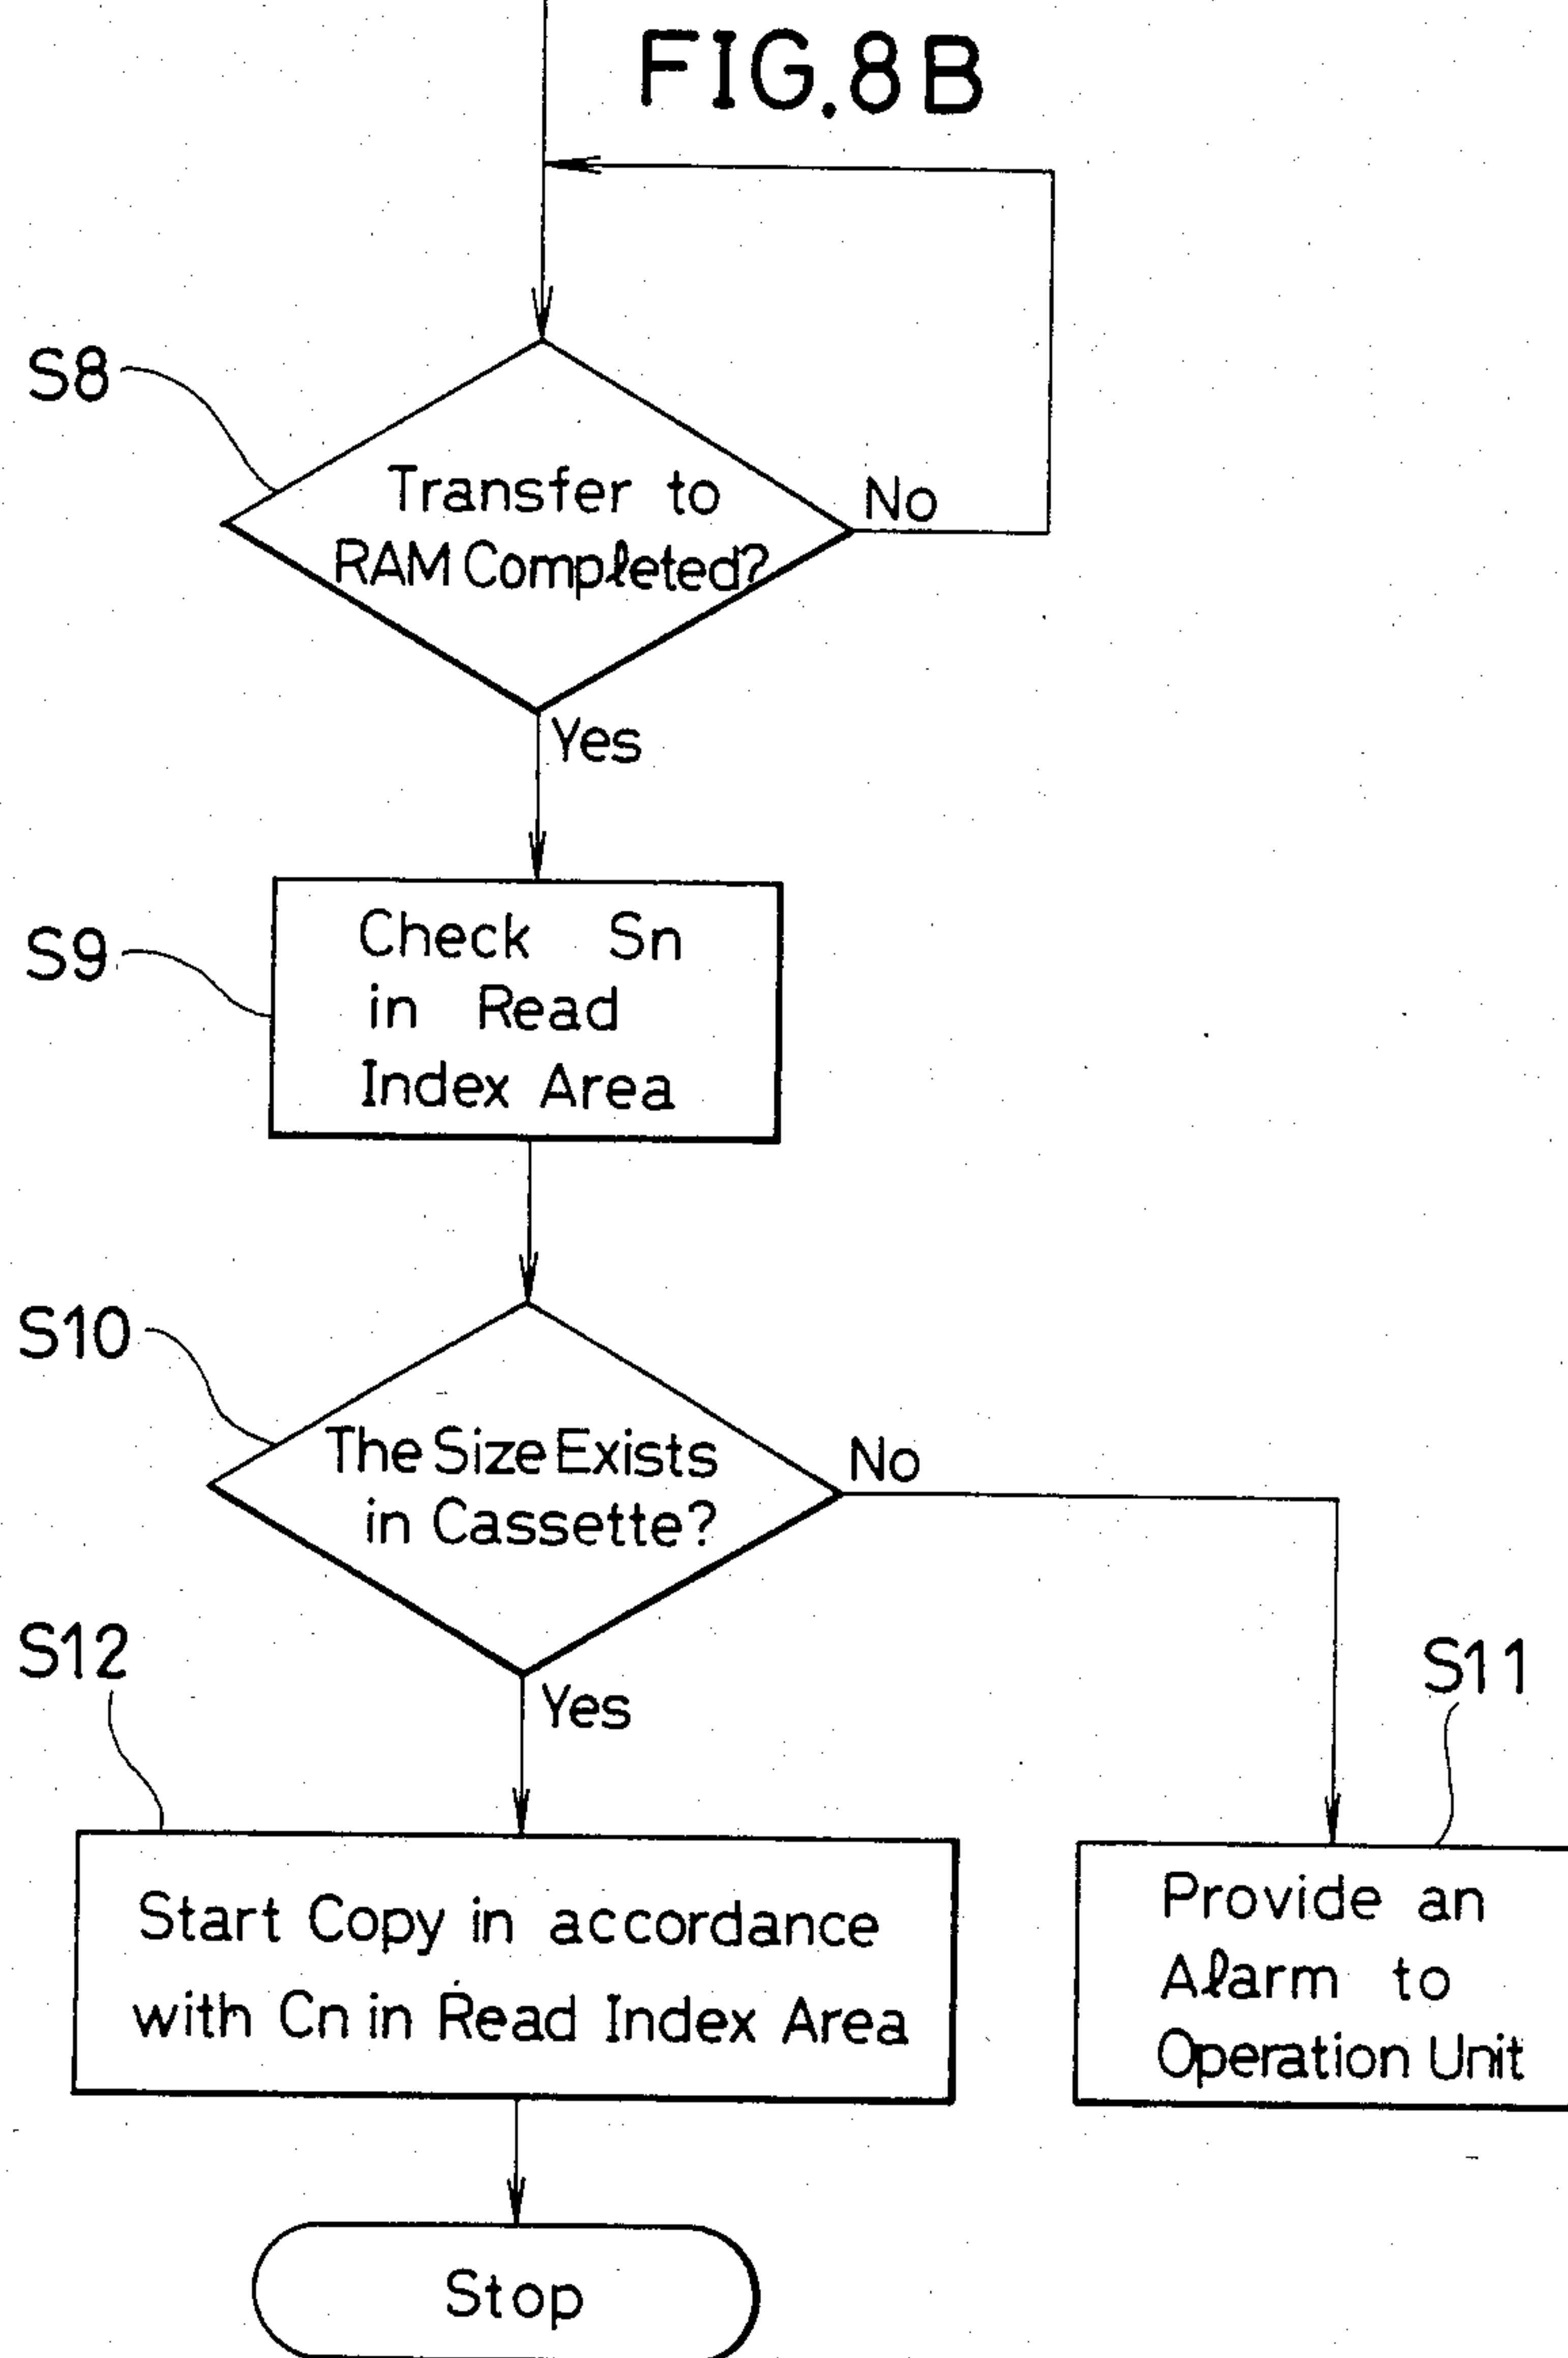 FIG.8B
S8
Transfer to
RAM Completed?
No
Yes
S9
Check Sn
in Read
Index Area
S10
The Size Exists
in Cassette?
No
Yes
S12
S11
Start Copy in accordance
with Cn in Read Index Area
Provide an
Alarm to
Operation Unit
Stop